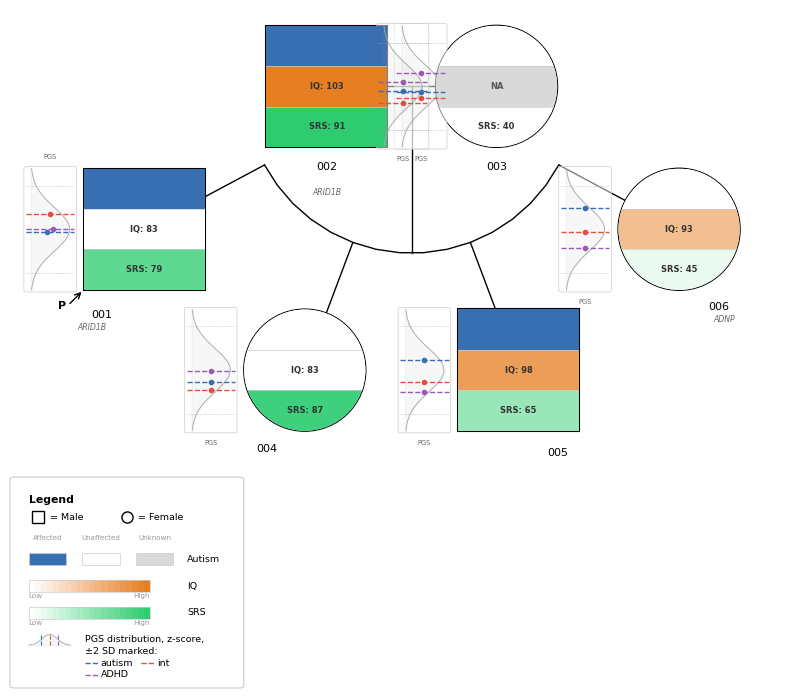 IQ: 103
SRS: 91
002
ARID1B
PGS
PGS
NA
SRS: 40
003
PGS
IQ: 83
SRS: 79
P
001
ARID1B
PGS
IQ: 93
SRS: 45
006
ADNP
PGS
IQ: 83
SRS: 87
004
PGS
IQ: 98
SRS: 65
005
Legend
= Male
= Female
Affected
Unaffected
Unknown
Autism
IQ
Low
High
SRS
Low
High
PGS distribution, z-score,
±2 SD marked:
autism
int
ADHD